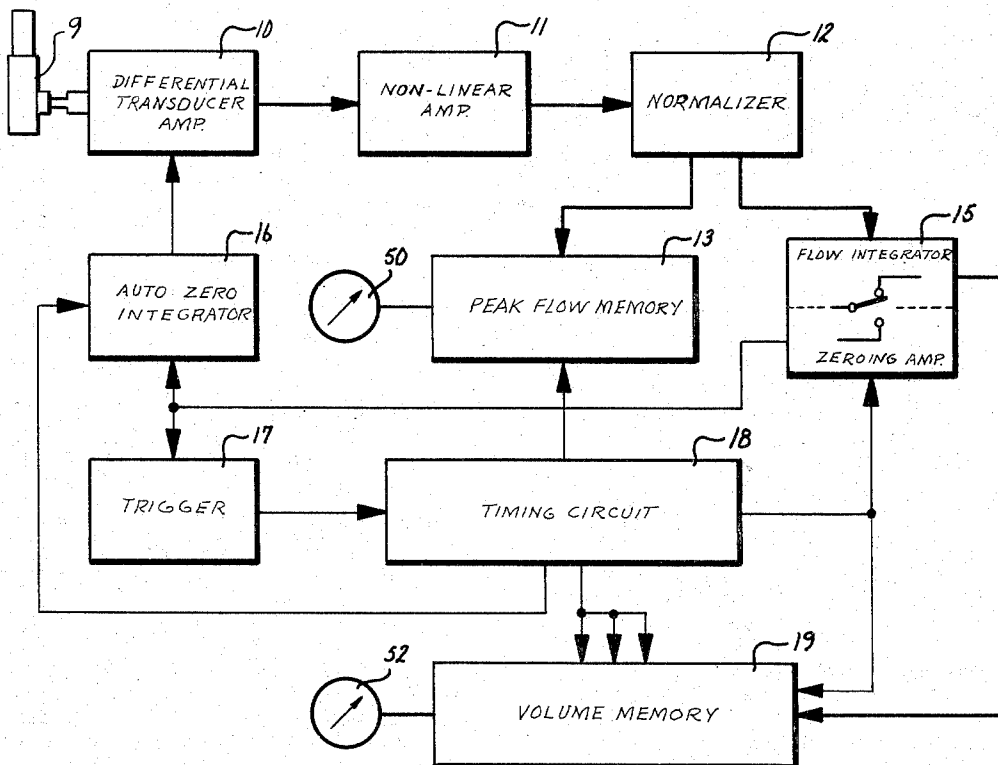 9
10
11
12
DIFFERENTIAL
TRANSDUCER
AMP.
NON-LINEAR
AMP.
NORMALIZER
16
50
13
15
AUTO ZERO
INTEGRATOR
PEAK FLOW MEMORY
FLOW INTEGRATOR
ZEROING AMP.
17
18
TRIGGER
TIMING CIRCUIT
52
19
VOLUME MEMORY